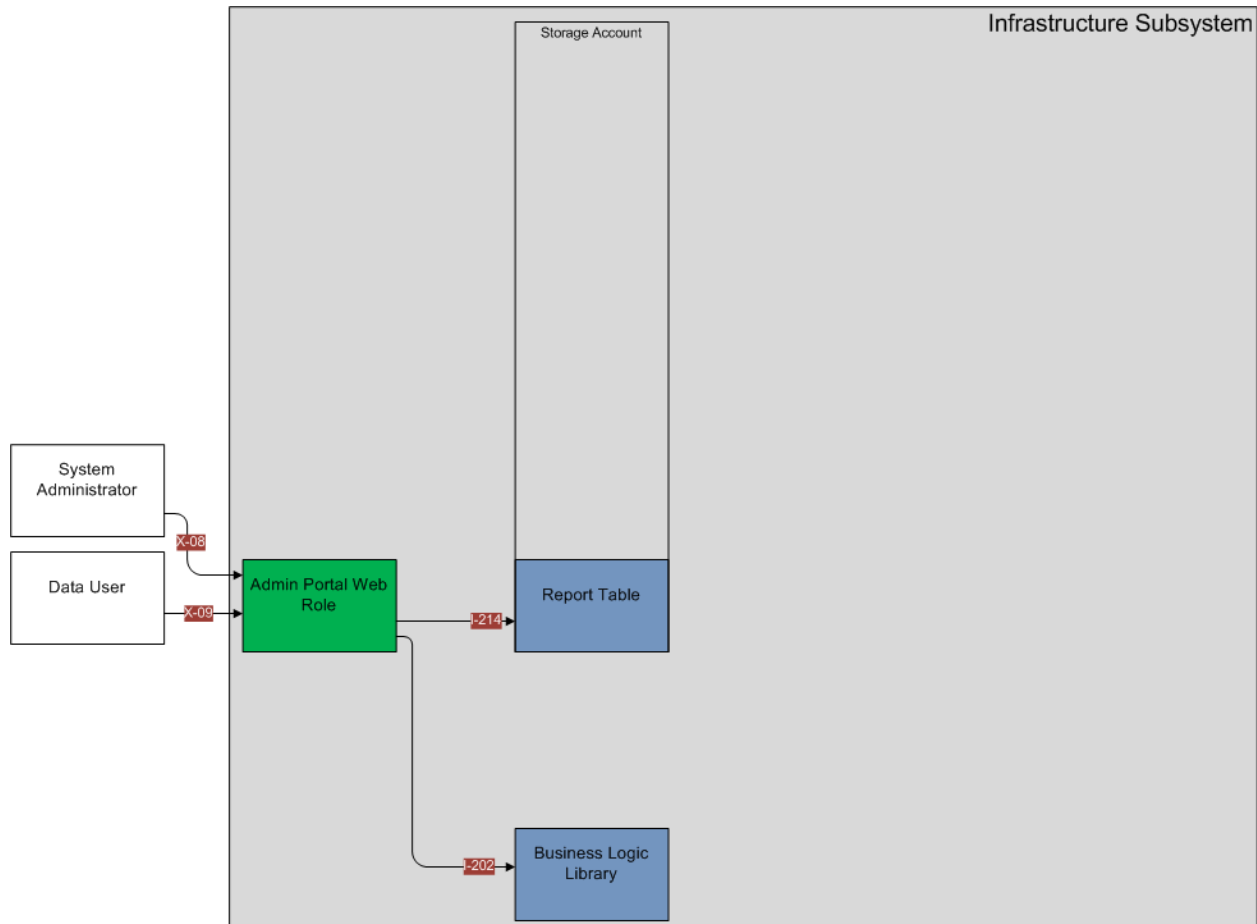 Infrastructure Subsystem
Storage Account
System
Administrator
X-08
Data User
X-09
Admin Portal Web
Role
I-214
Report Table
I-202
Business Logic
Library